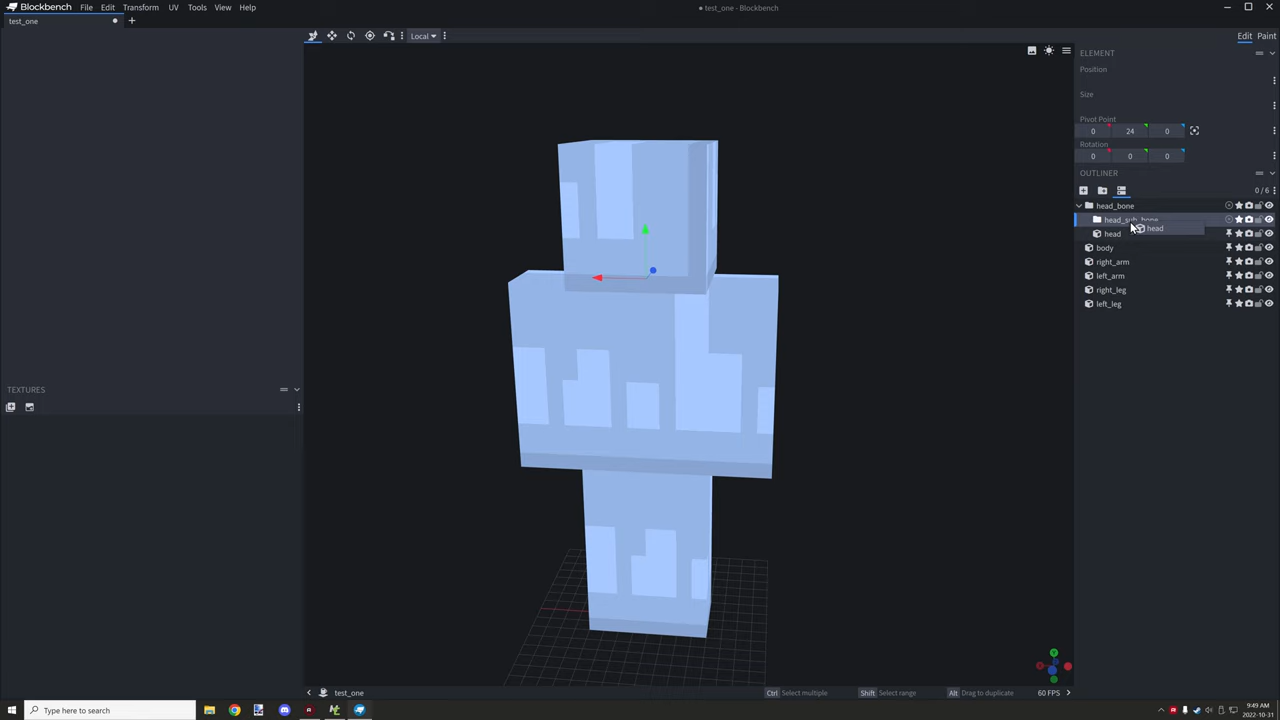 Blockbench
File
Edit
Transform
UV
Tools
View
Help
test_one - Blockbench
test_one
Local
Edit
Paint
ELEMENT
Position
Size
Pivot Point
0 24 0
Rotation
0 0 0
OUTLINER
0 / 6
head_bone
head_sub_bone
head
head
body
right_arm
left_arm
right_leg
left_leg
TEXTURES
test_one
Ctrl Select multiple
Shift Select range
Alt Drag to duplicate
60 FPS
Type here to search
9:49 AM
2022-10-31